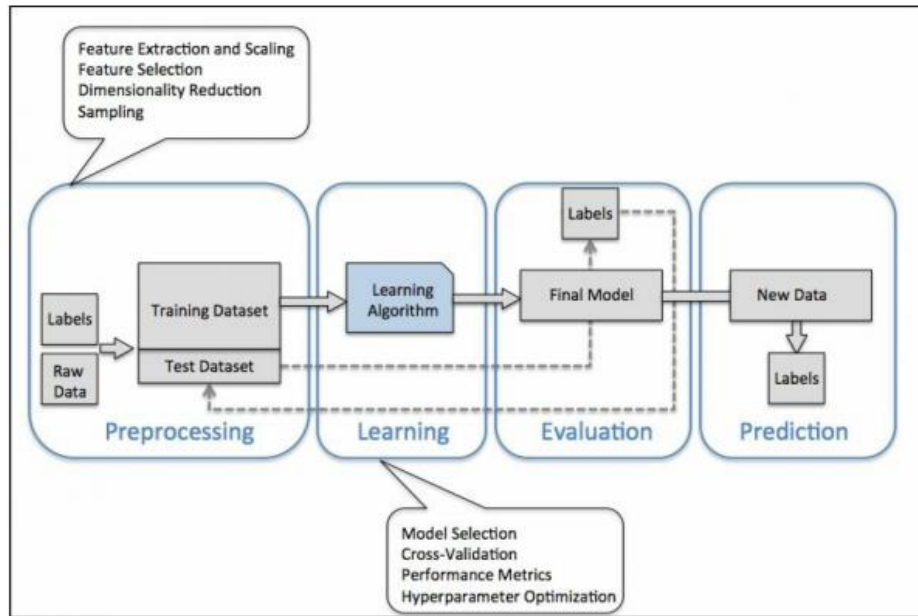 Feature Extraction and Scaling
Feature Selection
Dimensionality Reduction
Sampling
Labels
Raw
Data
Training Dataset
Test Dataset
Preprocessing
Learning
Algorithm
Learning
Labels
Final Model
Evaluation
New Data
Labels
Prediction
Model Selection
Cross-Validation
Performance Metrics
Hyperparameter Optimization